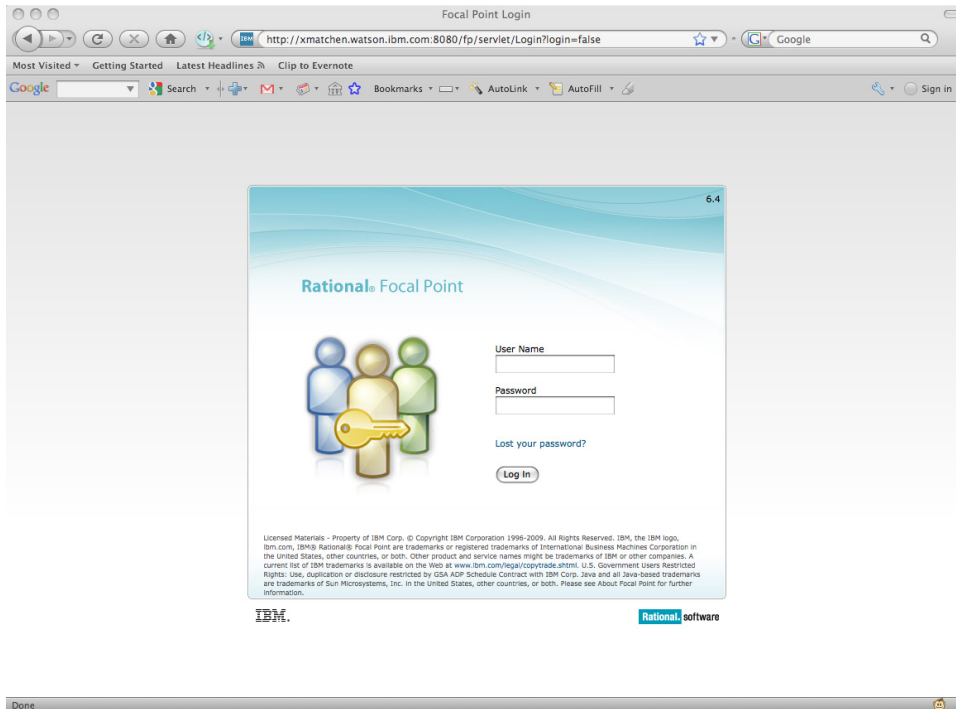 Focal Point Login
IBM http://xmatchen.watson.ibm.com:8080/fp/servlet/Login?login=false G Google
Most Visited Getting Started Latest Headlines Clip to Evernote
Google Search Bookmarks AutoLink AutoFill Sign in
6.4
Rational® Focal Point
User Name
Password
Lost your password?
Log In
Licensed Materials - Property of IBM Corp. © Copyright IBM Corporation 1996-2009. All Rights Reserved. IBM, the IBM logo,
ibm.com, IBM® Rational® Focal Point are trademarks or registered trademarks of International Business Machines Corporation in
the United States, other countries, or both. Other product and service names might be trademarks of IBM or other companies. A
current list of IBM trademarks is available on the Web at www.ibm.com/legal/copytrade.shtml. U.S. Government Users Restricted
Rights: Use, duplication or disclosure restricted by GSA ADP Schedule Contract with IBM Corp. Java and all Java-based trademarks
are trademarks of Sun Microsystems, Inc. in the United States, other countries, or both. Please see About Focal Point for further
information.
IBM. Rational. software
Done